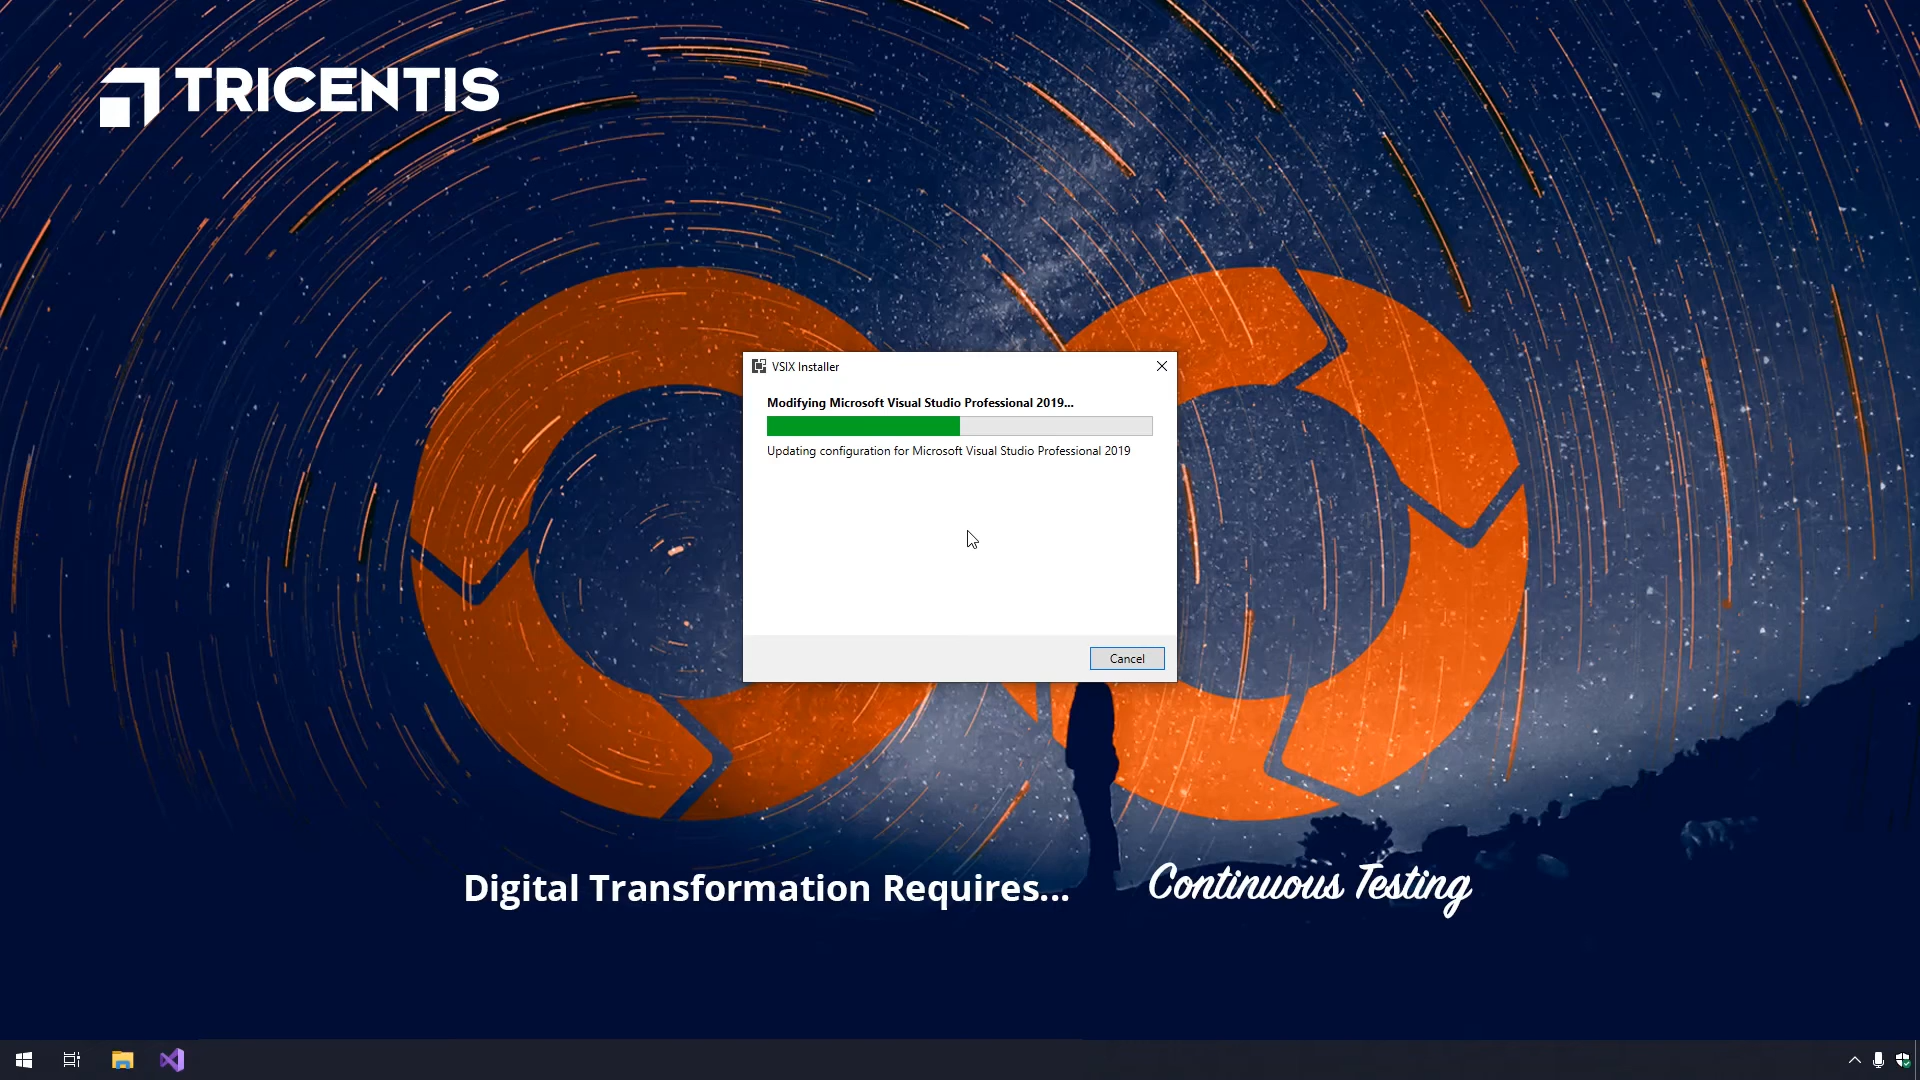 TRICENTIS
VSIX Installer
Modifying Microsoft Visual Studio Professional 2019...
Updating configuration for Microsoft Visual Studio Professional 2019
Cancel
Digital Transformation Requires... Continuous Testing